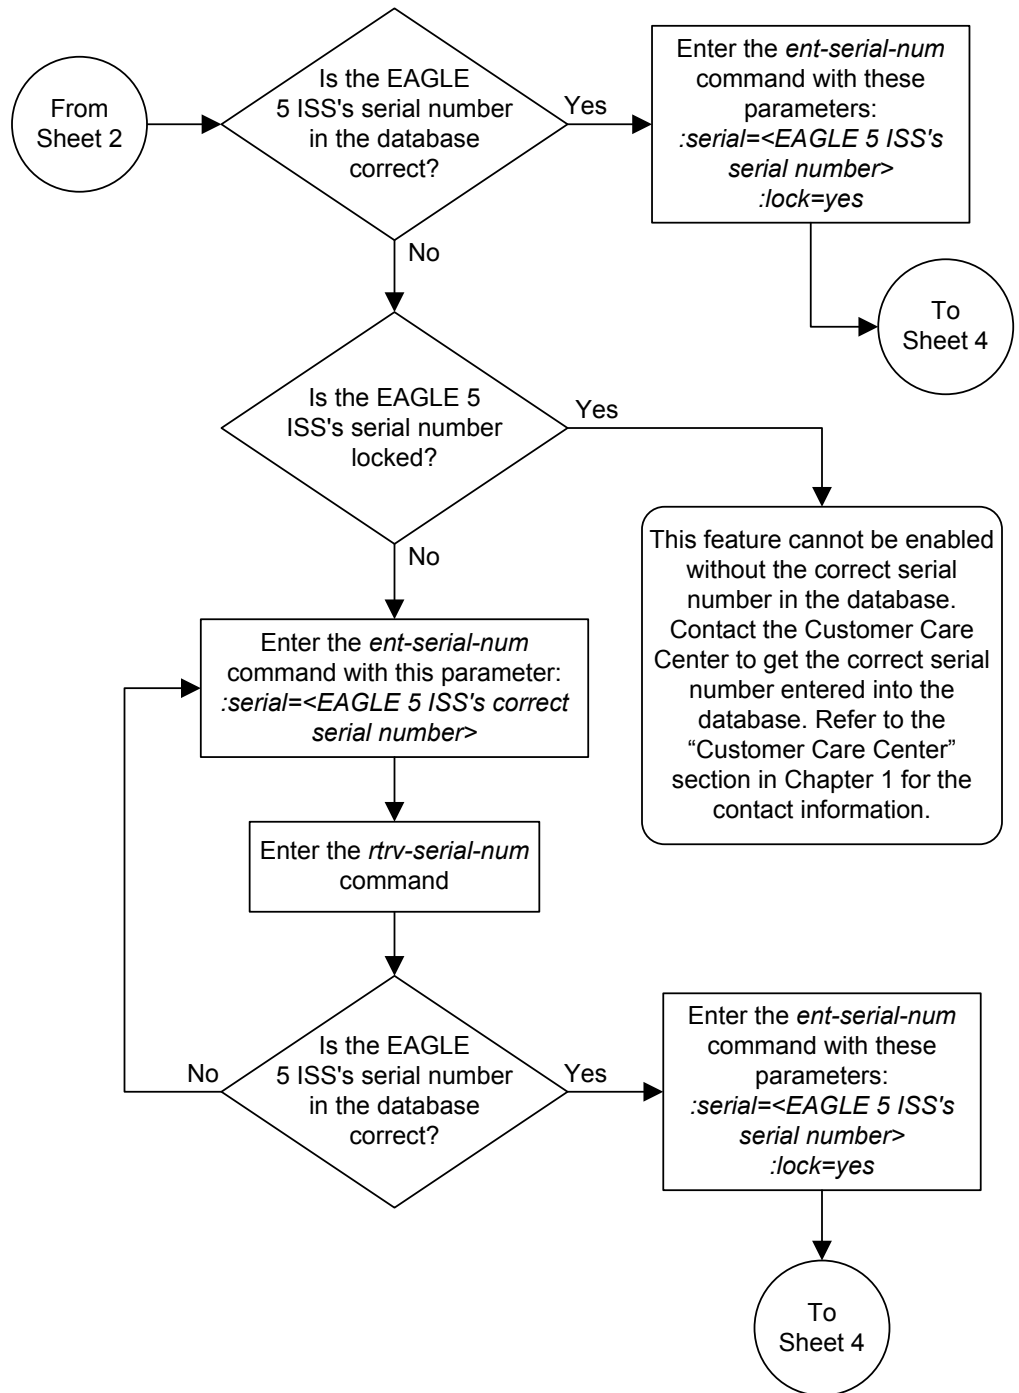 From
Sheet 2
Is the EAGLE
5 ISS's serial number
in the database
correct?
Yes
Enter the ent-serial-num
command with these
parameters:
:serial=<EAGLE 5 ISS's
serial number>
:lock=yes
No
To
Sheet 4
Is the EAGLE 5
ISS's serial number
locked?
Yes
No
This feature cannot be enabled
without the correct serial
number in the database.
Contact the Customer Care
Center to get the correct serial
number entered into the
database. Refer to the
“Customer Care Center”
section in Chapter 1 for the
contact information.
Enter the ent-serial-num
command with this parameter:
:serial=<EAGLE 5 ISS's correct
serial number>
Enter the rtrv-serial-num
command
Is the EAGLE
5 ISS's serial number
in the database
correct?
No
Yes
Enter the ent-serial-num
command with these
parameters:
:serial=<EAGLE 5 ISS's
serial number>
:lock=yes
To
Sheet 4